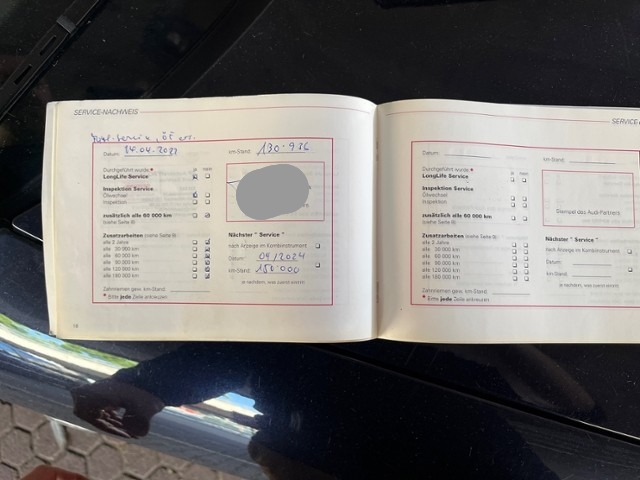 SERVICE-NACHWEIS
Datum: 04.2022 km-Stand: 130-936
Durchgeführt wurde * ja nein
LongLife Service
Inspektion Service
Ölwechsel
Inspektion
zusätzlich alle 60 000 km
(siehe Seite 9)
Zusatzarbeiten (siehe Seite 9)
alle 2 Jahre
alle 30 000 km
alle 60 000 km
alle 90 000 km
alle 120 000 km
alle 180 000 km
Zahnriemen gew. km-Stand:
* Bitte jede Zeile ankreuzen
Nächster " Service "
nach Anzeige im Kombiinstrument
Datum: 04/2024
km-Stand: 150'000
je nachdem, was zuerst eintritt
SERVICE
Datum: km-Stand:
Durchgeführt wurde * ja nein
LongLife Service
Inspektion Service
Ölwechsel
Inspektion
zusätzlich alle 60 000 km
(siehe Seite 9)
Stempel des Audi-Partners
Zusatzarbeiten (siehe Seite 9)
alle 2 Jahre
alle 30 000 km
alle 60 000 km
alle 90 000 km
alle 120 000 km
alle 180 000 km
Zahnriemen gew. km-Stand:
* Bitte jede Zeile ankreuzen
Nächster " Service "
nach Anzeige im Kombiinstrument
Datum:
km-Stand:
je nachdem, was zuerst eintritt